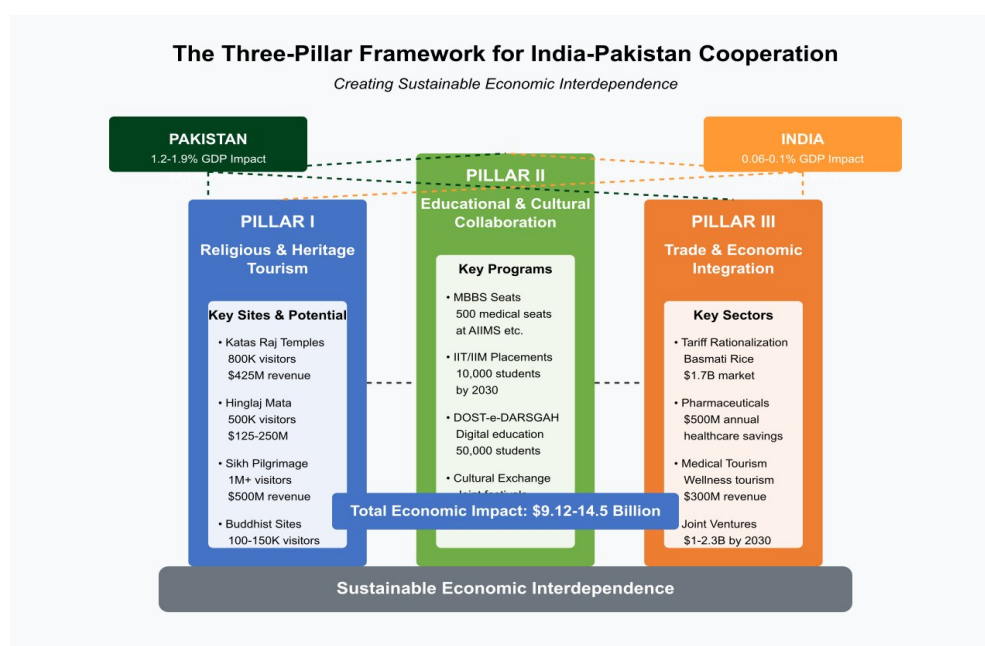 The Three-Pillar Framework for India-Pakistan Cooperation
Creating Sustainable Economic Interdependence
PAKISTAN
1.2-1.9% GDP Impact
INDIA
0.06-0.1% GDP Impact
PILLAR I
Religious & Heritage
Tourism
Key Sites & Potential
• Katas Raj Temples
800K visitors
$425M revenue
• Hinglaj Mata
500K visitors
$125-250M
• Sikh Pilgrimage
1M+ visitors
$500M revenue
• Buddhist Sites
100-150K visitors
PILLAR II
Educational & Cultural
Collaboration
Key Programs
• MBBS Seats
500 medical seats
at AIIMS etc.
• IIT/IIM Placements
10,000 students
by 2030
• DOST-e-DARSGAH
Digital education
50,000 students
• Cultural Exchange
PILLAR III
Trade & Economic
Integration
Key Sectors
• Tariff Rationalization
Basmati Rice
$1.7B market
• Pharmaceuticals
$500M annual
healthcare savings
• Medical Tourism
Wellness tourism
$300M revenue
Joint Ventures
$1-2.3B by 2030
Total Economic Impact: $9.12-14.5 Billion
Sustainable Economic Interdependence